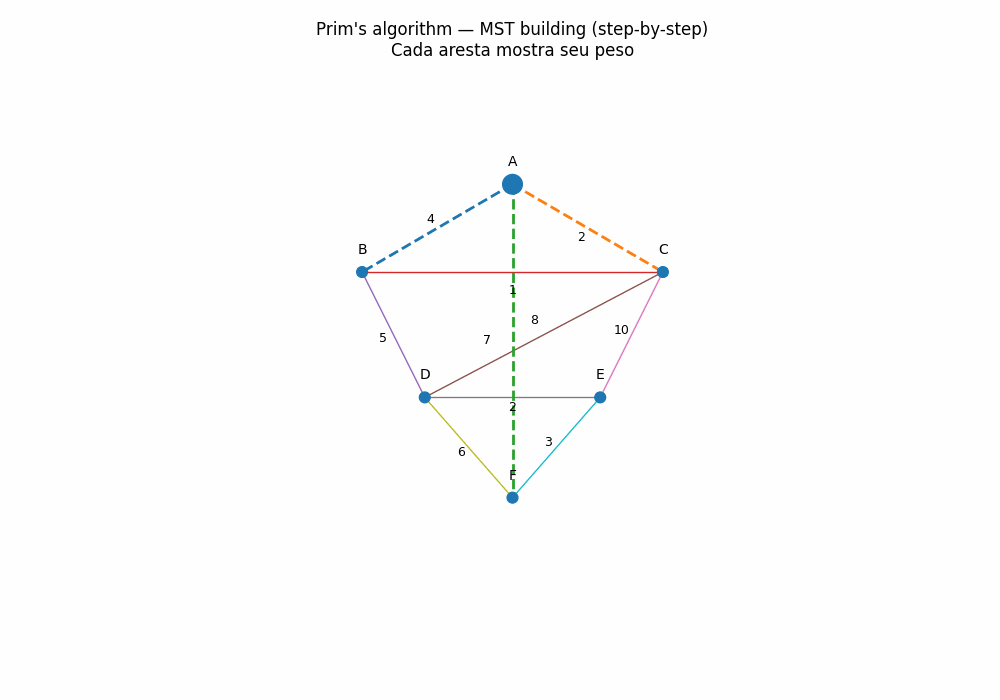 Prim's algorithm — MST building (step-by-step)
Cada aresta mostra seu peso
A
4
2
B
C
1
8
10
5
7
D
E
2
3
6
F